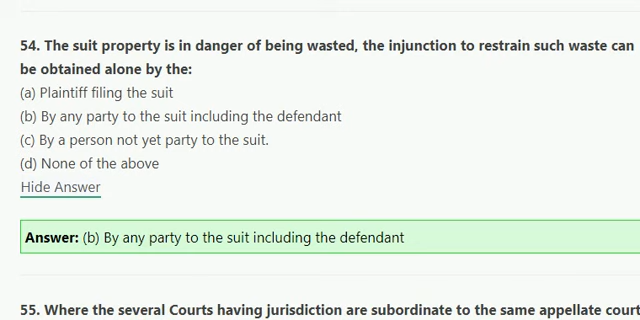 54. The suit property is in danger of being wasted, the injunction to restrain such waste can
be obtained alone by the:
(a) Plaintiff filing the suit
(b) By any party to the suit including the defendant
(c) By a person not yet party to the suit.
(d) None of the above
Hide Answer
Answer: (b) By any party to the suit including the defendant
55. Where the several Courts having jurisdiction are subordinate to the same appellate court